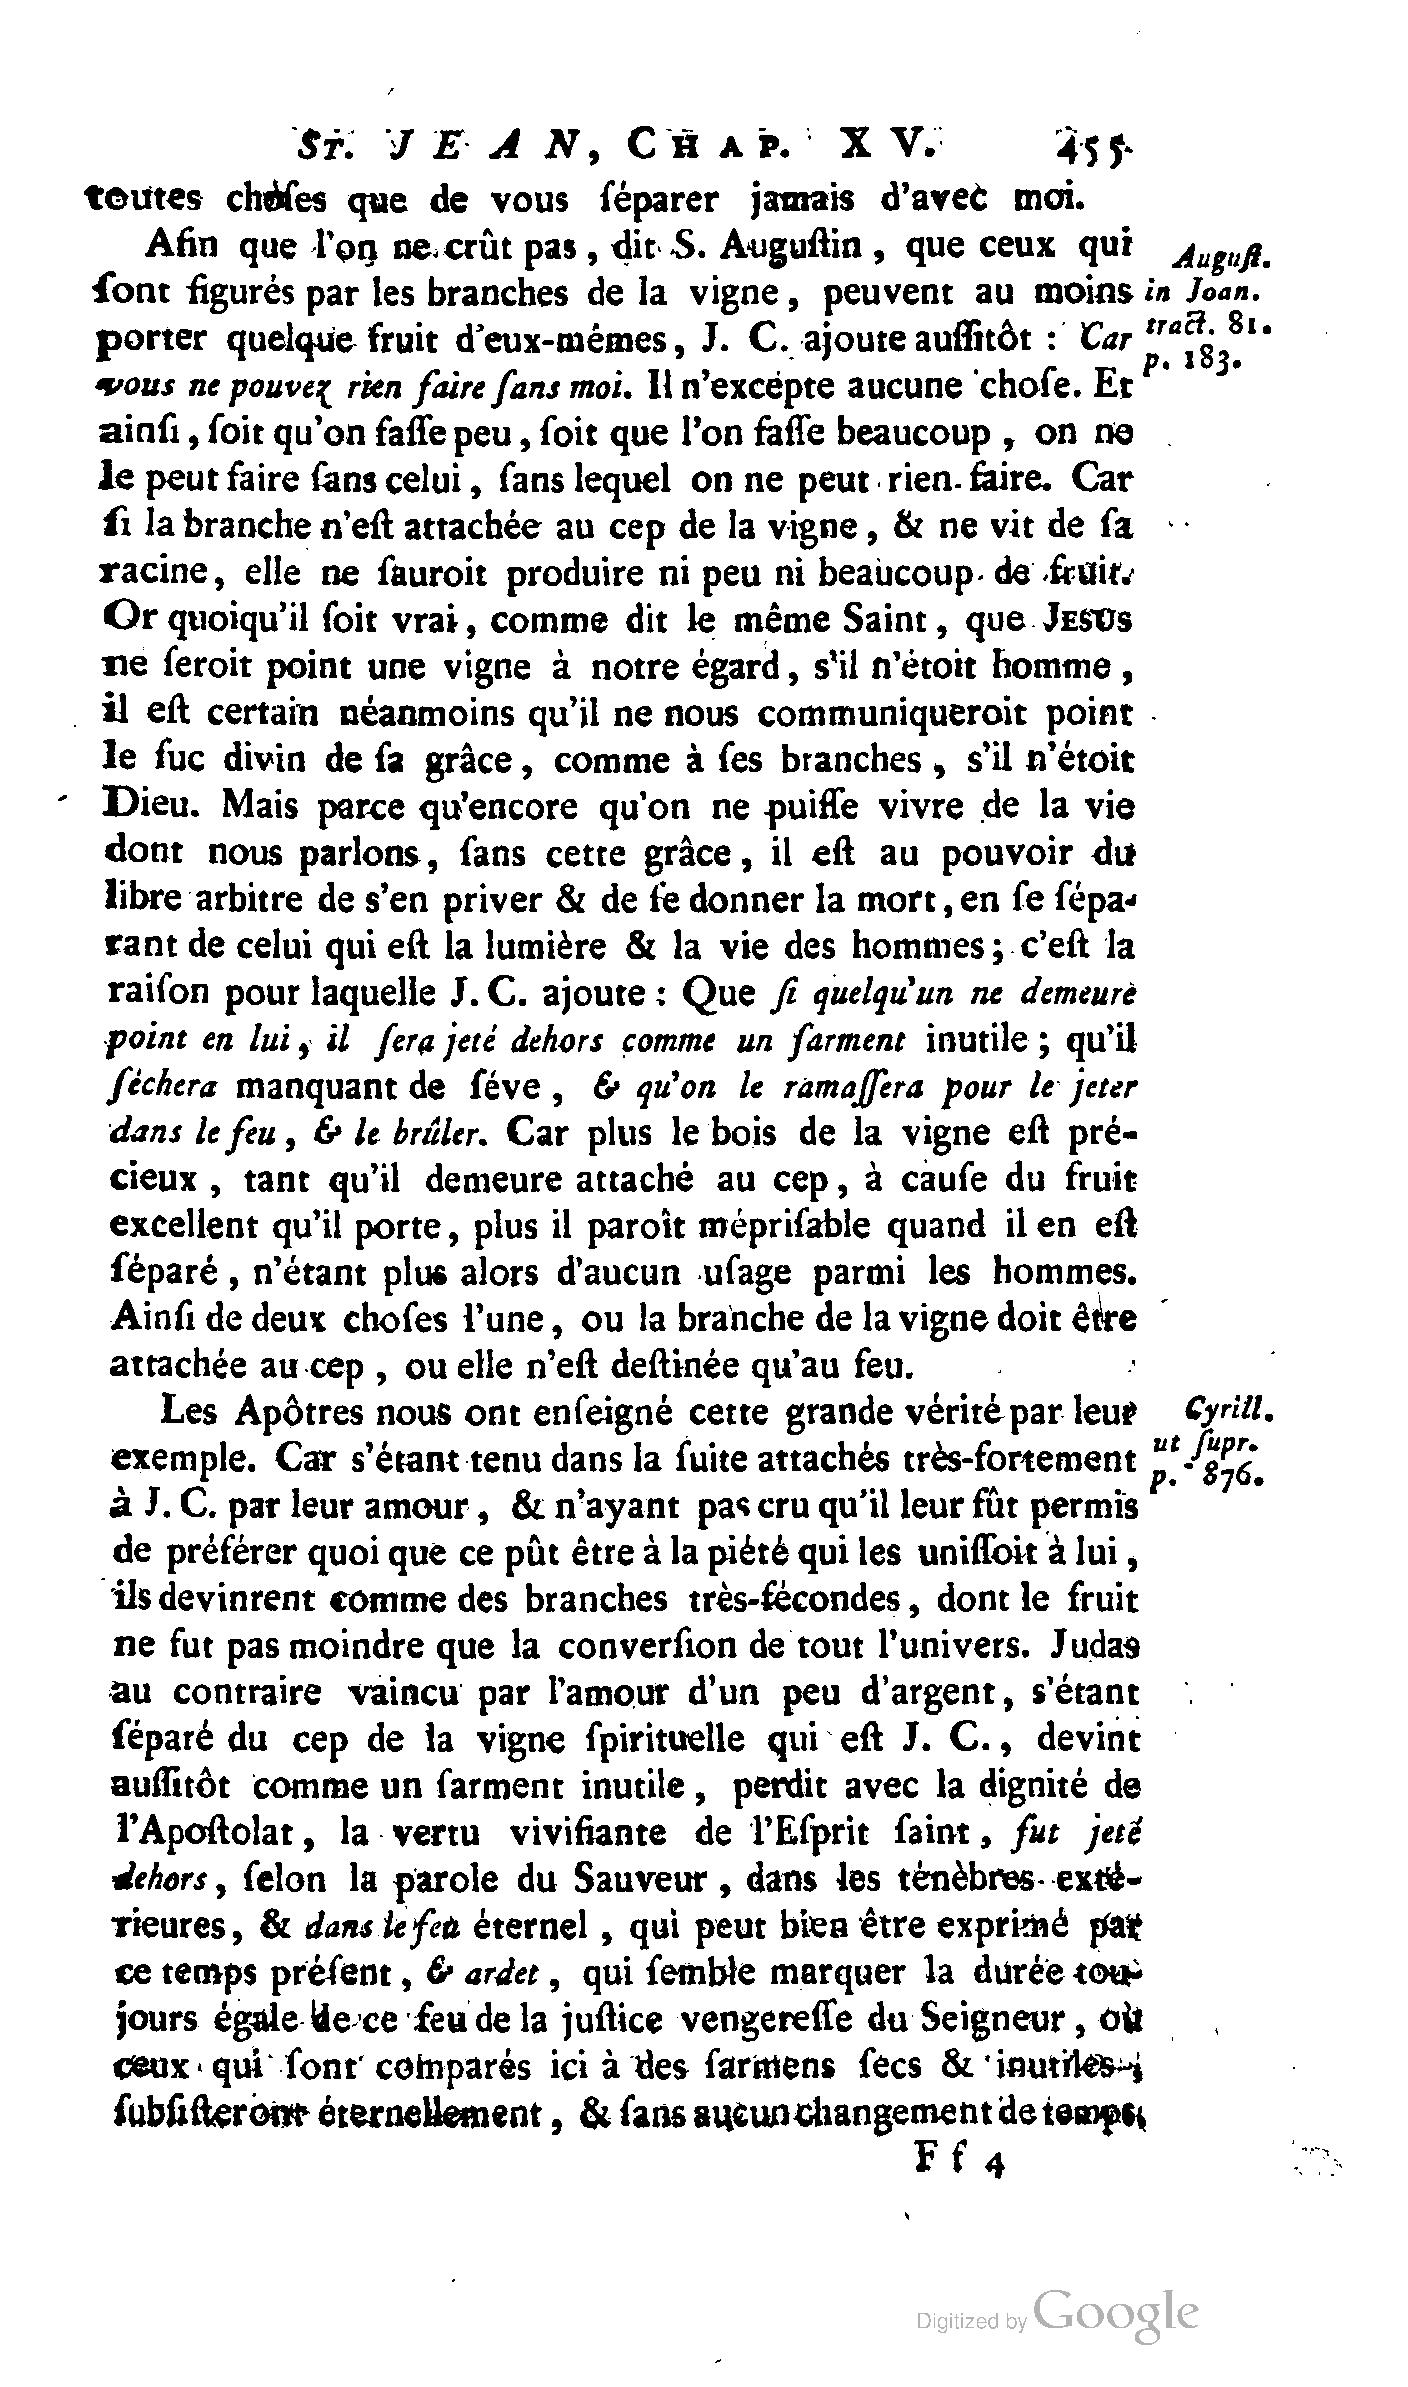 ST. JEAN, CHAP. XV. 455
toutes choſes que de vous ſéparer jamais d'avec moi.
Afin que l'on ne crût pas, dit S. Auguſtin, que ceux qui
ſont figurés par les branches de la vigne, peuvent au moins
porter quelque fruit d'eux-mémes, J. C. ajoute auſſitôt : Car
vous ne pouvez rien faire ſans moi. Il n'excepte aucune choſe. Et
ainſi, ſoit qu'on faſſe peu, ſoit que l'on faſſe beaucoup, on ne
le peut faire ſans celui, ſans lequel on ne peut rien faire. Car
ſi la branche n'eſt attachée au cep de la vigne, & ne vit de ſa
racine, elle ne ſauroit produire ni peu ni beaucoup de fruit.
Or quoiqu'il ſoit vrai, comme dit le même Saint, que JESUS
ne ſeroit point une vigne à notre égard, s'il n'étoit homme,
il eſt certain néanmoins qu'il ne nous communiqueroit point
le ſuc divin de ſa grâce, comme à ſes branches, s'il n'étoit
Dieu. Mais parce qu'encore qu'on ne puiſſe vivre de la vie
dont nous parlons, ſans cette grâce, il eſt au pouvoir du
libre arbitre de s'en priver & de ſe donner la mort, en ſe ſépa-
rant de celui qui eſt la lumière & la vie des hommes; c'eſt la
raiſon pour laquelle J. C. ajoute : Que ſi quelqu'un ne demeure
point en lui, il ſera jeté dehors comme un ſarment inutile ; qu'il
ſéchera manquant de ſéve, & qu'on le ramaſſera pour le jeter
dans le feu, & le brûler. Car plus le bois de la vigne eſt pré-
cieux, tant qu'il demeure attaché au cep, à cauſe du fruit
excellent qu'il porte, plus il paroît mépriſable quand il en eſt
ſéparé, n'étant plus alors d'aucun uſage parmi les hommes.
Ainſi de deux choſes l'une, ou la branche de la vigne doit être
attachée au cep, ou elle n'eſt deſtinée qu'au feu.
Les Apôtres nous ont enſeigné cette grande vérité par leur
exemple. Car s'étant tenu dans la ſuite attachés très-fortement
à J. C. par leur amour, & n'ayant pas cru qu'il leur fût permis
de préférer quoi que ce pût être à la piété qui les uniſſoit à lui,
ils devinrent comme des branches très-fécondes, dont le fruit
ne fut pas moindre que la converſion de tout l'univers. Judas
au contraire vaincu par l'amour d'un peu d'argent, s'étant
ſéparé du cep de la vigne ſpirituelle qui eſt J. C., devint
auſſitôt comme un ſarment inutile, perdit avec la dignité de
l'Apoſtolat, la vertu vivifiante de l'Eſprit ſaint, fut jeté
dehors, ſelon la parole du Sauveur, dans les ténèbres exté-
rieures, & dans le feu éternel, qui peut bien être exprimé par
ce temps préſent, & ardet, qui ſemble marquer la durée tou-
jours égale de ce feu de la juſtice vengereſſe du Seigneur, où
ceux qui ſont comparés ici à des ſarmens ſecs & inutiles,
ſubſiſteront éternellement, & ſans aucun changement de temps,
F f 4
Auguſt.
in Joan.
tract. 81.
p. 183.
Cyrill.
ut ſupr.
p. 876.
Digitized by Google